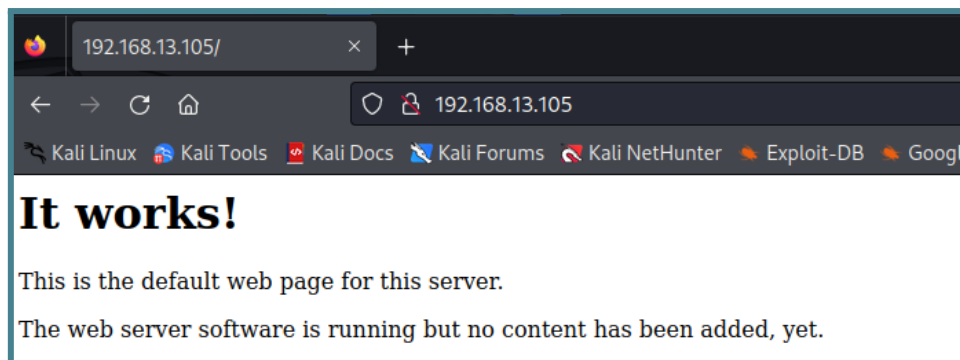 192.168.13.105/
192.168.13.105
Kali Linux Kali Tools Kali Docs Kali Forums Kali NetHunter Exploit-DB Googl
It works!
This is the default web page for this server.
The web server software is running but no content has been added, yet.